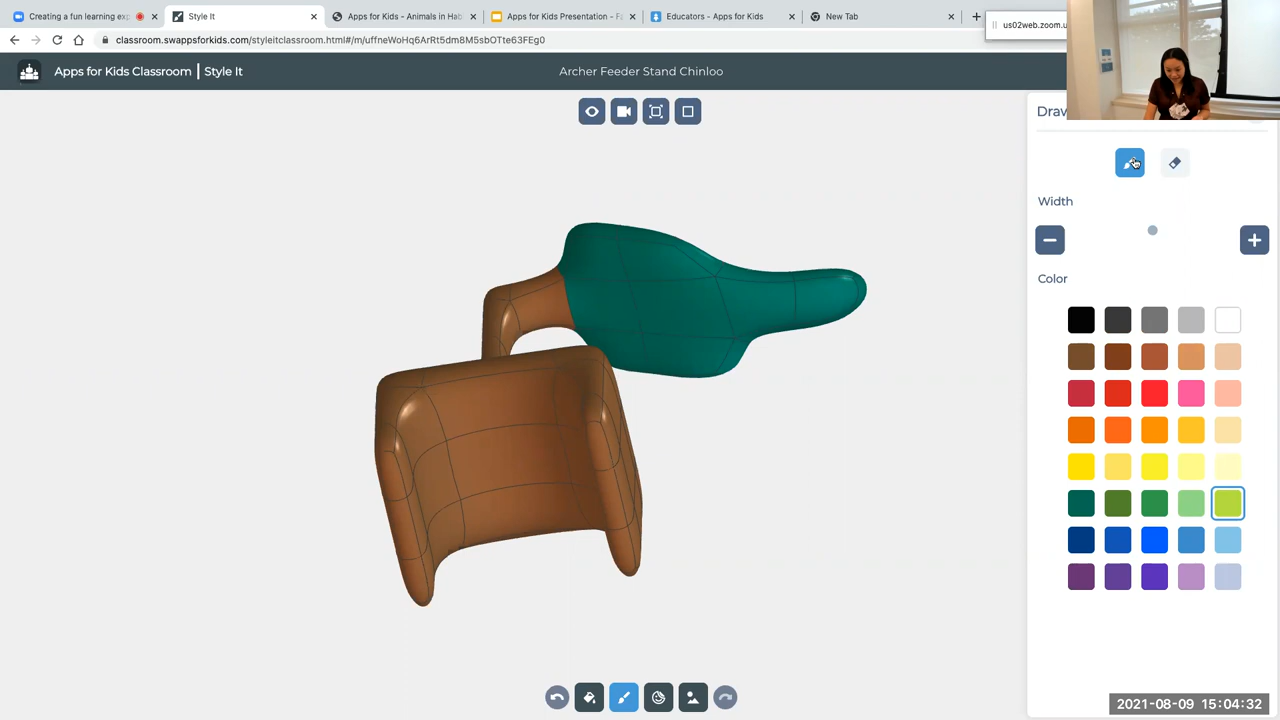 Creating a fun learning exp
Style It
Apps for Kids - Animals in Hab
Apps for Kids Presentation - Fa
Educators - Apps for Kids
New Tab
us02web.zoom.u
classroom.swappsforkids.com/styleitclassroom.html#/m/uffneWoHq6ArRt5dm8M5sbOTte63FEg0
Apps for Kids Classroom | Style It
Archer Feeder Stand Chinloo
Draw
Width
Color
2021-08-09 15:04:32